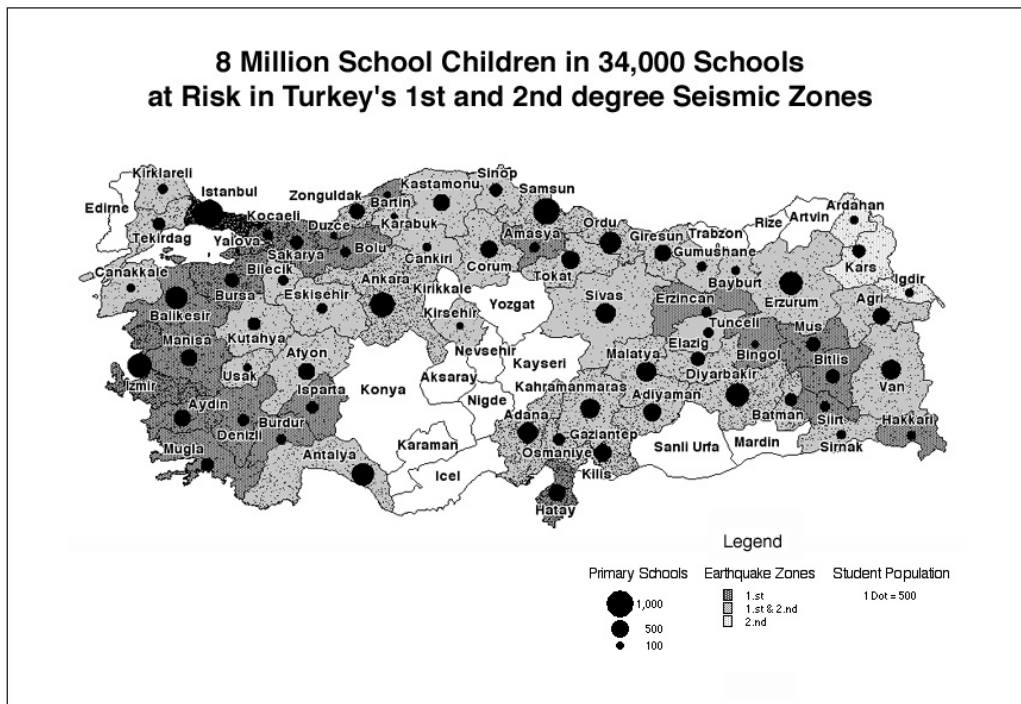 8 Million School Children in 34,000 Schools
at Risk in Turkey's 1st and 2nd degree Seismic Zones
Kirklareli
Edirne
Istanbul
Tekirdag
Kocaeli
Yalova
Zonguldak
Bartin
Kastamonu
Sinop
Samsun
Karabuk
Duzce
Bolu
Sakarya
Bilecik
Canakkale
Bursa
Balikesir
Eskisehir
Ankara
Cankiri
Corum
Amasya
Tokat
Ordu
Giresun
Trabzon
Gumushane
Bayburt
Rize
Artvin
Ardahan
Kars
Igdir
Agri
Erzurum
Erzincan
Sivas
Yozgat
Kirikkale
Kirsehir
Kutahya
Manisa
Usak
Afyon
Izmir
Aydin
Denizli
Burdur
Isparta
Mugla
Antalya
Konya
Aksaray
Nevsehir
Nigde
Kayseri
Karaman
Icel
Adana
Kahramanmaras
Osmaniye
Gaziantep
Kilis
Hatay
Malatya
Adiyaman
Elazig
Tunceli
Bingol
Mus
Bitlis
Diyarbakir
Batman
Siirt
Sirnak
Hakkari
Van
Sanli Urfa
Mardin
Legend
Primary Schools
1,000
500
100
Earthquake Zones
1.st
1.st & 2.nd
2.nd
Student Population
1 Dot = 500